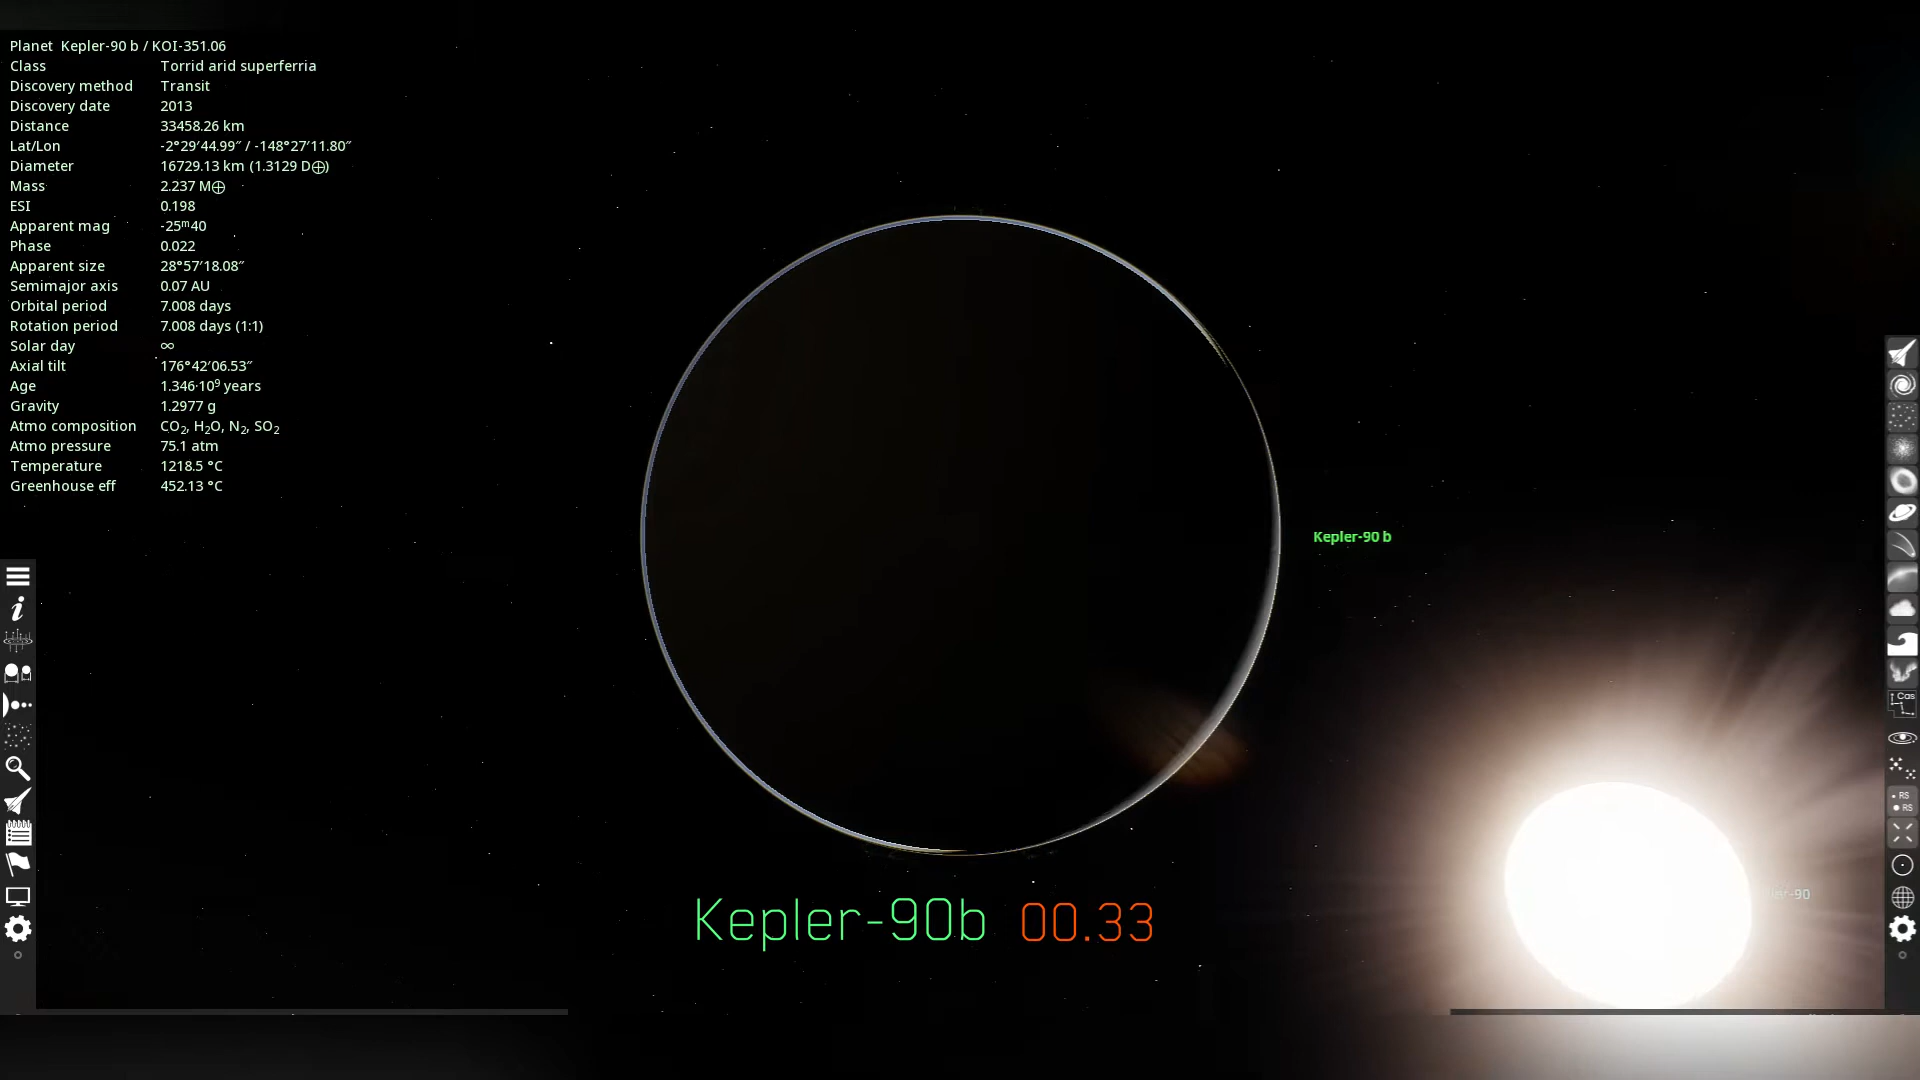 Planet Kepler-90 b / KOI-351.06
Class Torrid arid superferria
Discovery method Transit
Discovery date 2013
Distance 33458.26 km
Lat/Lon -2°29′44.99″ / -148°27′11.80″
Diameter 16729.13 km (1.3129 D⊕)
Mass 2.237 M⊕
ESI 0.198
Apparent mag -25ᵐ40
Phase 0.022
Apparent size 28°57′18.08″
Semimajor axis 0.07 AU
Orbital period 7.008 days
Rotation period 7.008 days (1:1)
Solar day ∞
Axial tilt 176°42′06.53″
Age 1.346·10⁹ years
Gravity 1.2977 g
Atmo composition CO₂, H₂O, N₂, SO₂
Atmo pressure 75.1 atm
Temperature 1218.5 °C
Greenhouse eff 452.13 °C
Kepler-90 b
Cas
RS
RS
Kepler-90b 00.33